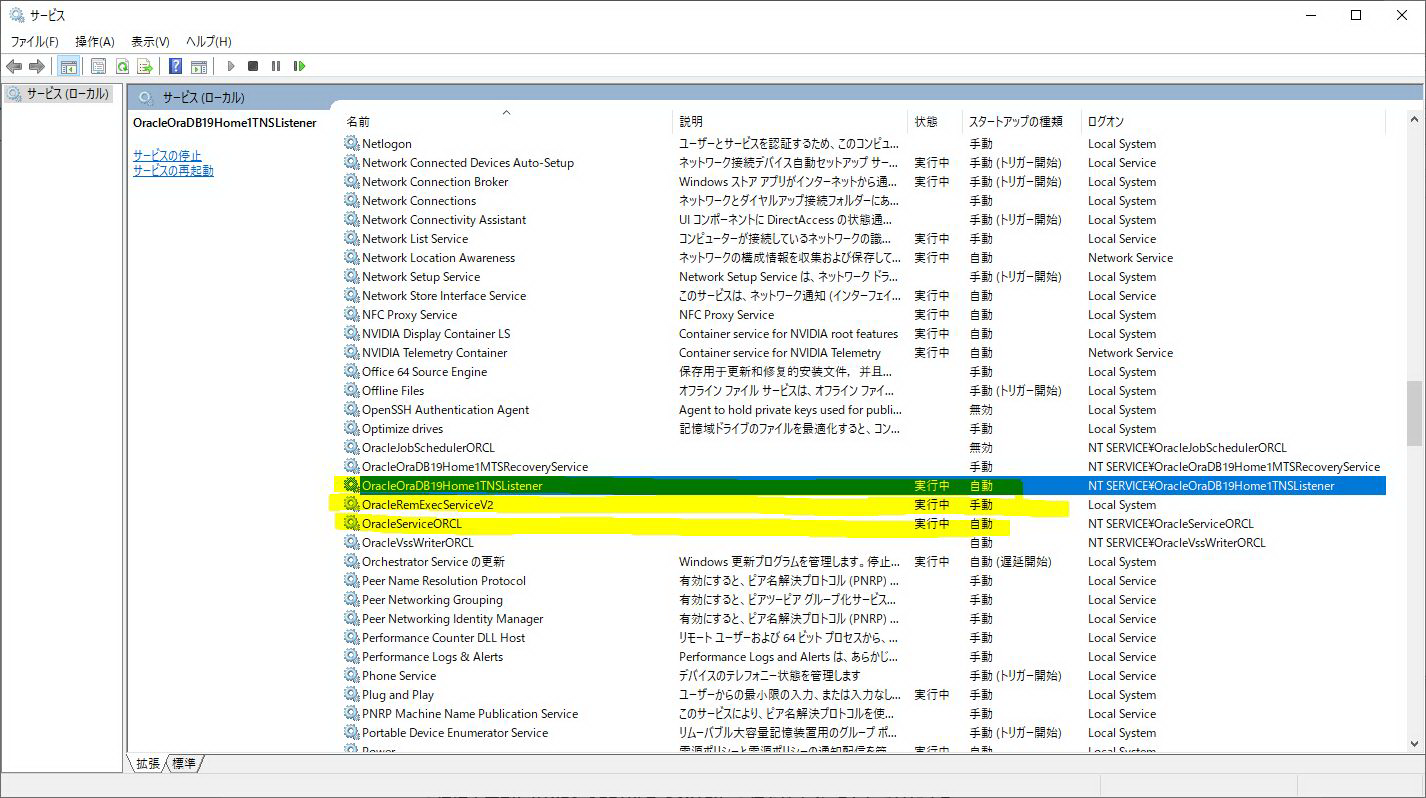 サービス
ファイル(F) 操作(A) 表示(V) ヘルプ(H)
サービス (ローカル)
サービス (ローカル)
OracleOraDB19Home1TNSListener
サービスの停止
サービスの再起動
名前 説明 状態 スタートアップの種類 ログオン
Netlogon ユーザーとサービスを認証するため、このコンピュ... 手動 Local System
Network Connected Devices Auto-Setup ネットワーク接続デバイス自動セットアップ サー... 実行中 手動 (トリガー開始) Local Service
Network Connection Broker Windows ストア アプリがインターネットから通... 実行中 手動 (トリガー開始) Local System
Network Connections ネットワークとダイヤルアップ接続フォルダーにあ... 手動 Local System
Network Connectivity Assistant UI コンポーネントに DirectAccess の状態通... 手動 (トリガー開始) Local System
Network List Service コンピューターが接続しているネットワークの識... 実行中 手動 Local Service
Network Location Awareness ネットワークの構成情報を収集および保存して... 実行中 自動 Network Service
Network Setup Service Network Setup Service は、ネットワーク ドラ... 手動 (トリガー開始) Local System
Network Store Interface Service このサービスは、ネットワーク通知 (インターフェイ... 実行中 自動 Local Service
NFC Proxy Service NFC Proxy Service 実行中 自動 Local System
NVIDIA Display Container LS Container service for NVIDIA root features 実行中 自動 Local System
NVIDIA Telemetry Container Container service for NVIDIA Telemetry 実行中 自動 Network Service
Office 64 Source Engine 保存用于更新和修复的安装文件，并且... 手動 Local System
Offline Files オフライン ファイル サービスは、オフライン ファイ... 手動 (トリガー開始) Local System
OpenSSH Authentication Agent Agent to hold private keys used for publi... 無効 Local System
Optimize drives 記憶域ドライブのファイルを最適化すると、コン... 手動 Local System
OracleJobSchedulerORCL 無効 NT SERVICE¥OracleJobSchedulerORCL
OracleOraDB19Home1MTSRecoveryService 手動 NT SERVICE¥OracleOraDB19Home1MTSRecoveryService
OracleOraDB19Home1TNSListener 実行中 自動 NT SERVICE¥OracleOraDB19Home1TNSListener
OracleRemExecServiceV2 実行中 手動 Local System
OracleServiceORCL 実行中 自動 NT SERVICE¥OracleServiceORCL
OracleVssWriterORCL 自動 NT SERVICE¥OracleVssWriterORCL
Orchestrator Service の更新 Windows 更新プログラムを管理します。停止... 実行中 自動 (遅延開始) Local System
Peer Name Resolution Protocol 有効にすると、ピア名解決プロトコル (PNRP) ... 手動 Local Service
Peer Networking Grouping 有効にすると、ピアツーピア グループ化サービス... 手動 Local Service
Peer Networking Identity Manager 有効にすると、ピア名解決プロトコル (PNRP) ... 手動 Local Service
Performance Counter DLL Host リモート ユーザーおよび 64 ビット プロセスから、... 手動 Local Service
Performance Logs & Alerts Performance Logs and Alerts は、あらかじ... 手動 Local Service
Phone Service デバイスのテレフォニー状態を管理します 手動 (トリガー開始) Local Service
Plug and Play ユーザーからの最小限の入力、または入力なし... 実行中 手動 Local System
PNRP Machine Name Publication Service このサービスにより、ピア名解決プロトコルを使... 手動 Local Service
Portable Device Enumerator Service リムーバブル大容量記憶装置用のグループ ポ... 手動 (トリガー開始) Local System
Power 電源ポリシーと電源ポリシーの通知配信を管... 実行中 自動 Local System
拡張 標準